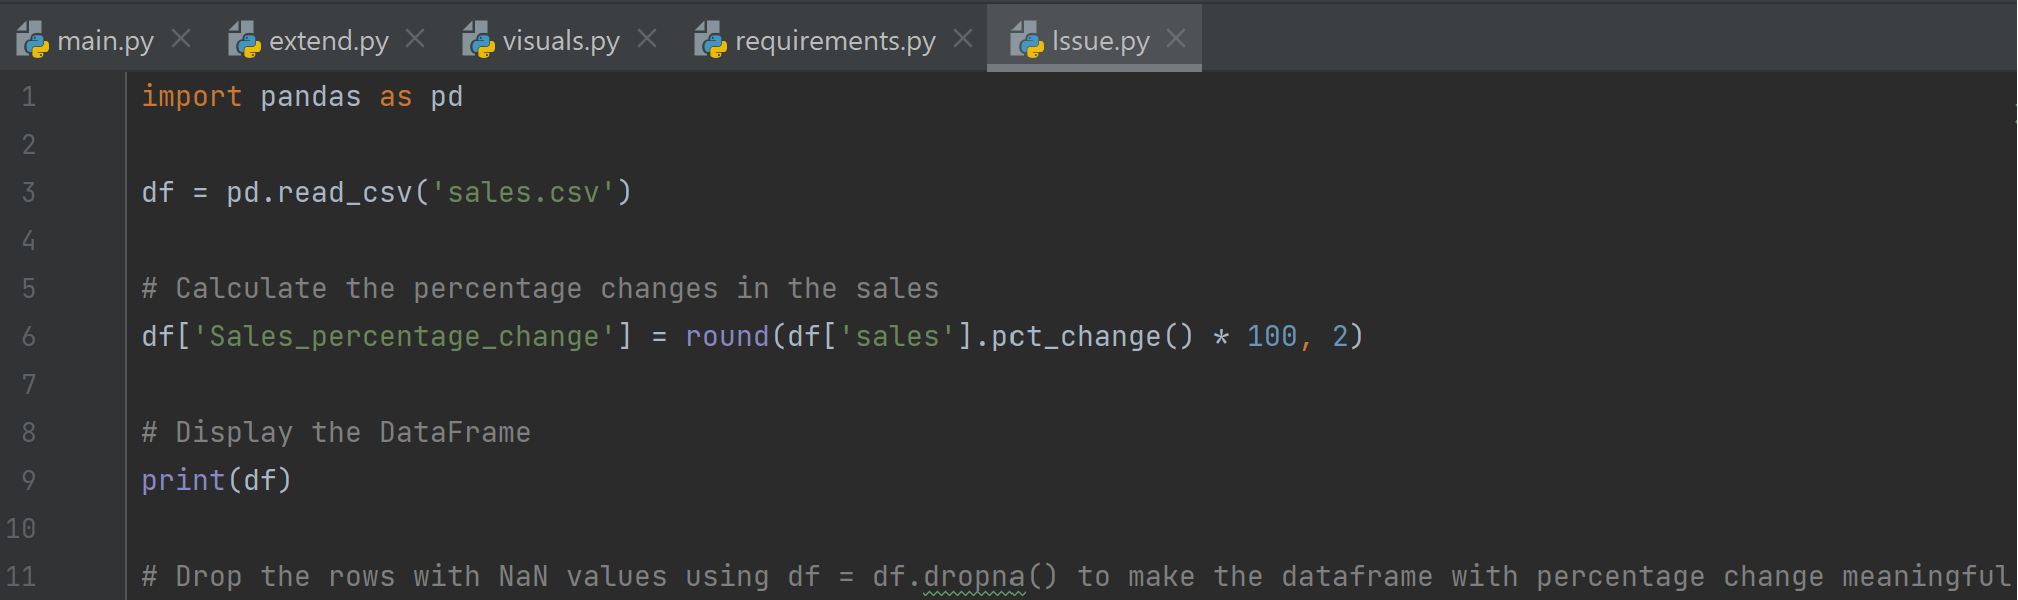 main.py extend.py visuals.py requirements.py Issue.py
1 import pandas as pd
2
3 df = pd.read_csv('sales.csv')
4
5 # Calculate the percentage changes in the sales
6 df['Sales_percentage_change'] = round(df['sales'].pct_change() * 100, 2)
7
8 # Display the DataFrame
9 print(df)
10
11 # Drop the rows with NaN values using df = df.dropna() to make the dataframe with percentage change meaningful